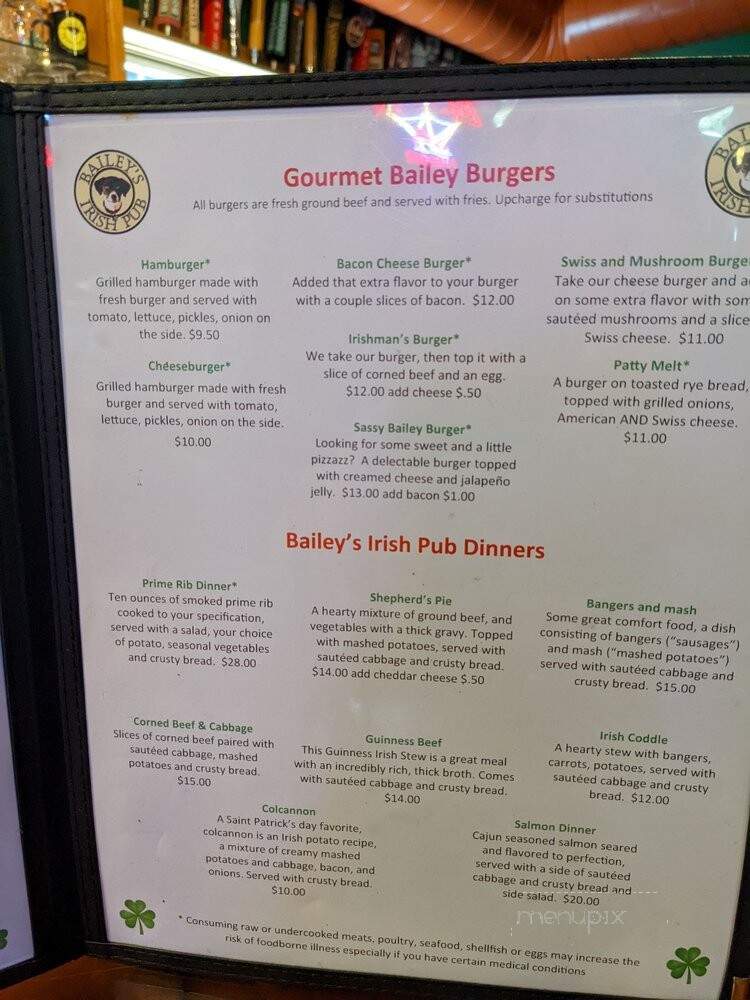 BAILEY'S
IRISH PUB
Gourmet Bailey Burgers
All burgers are fresh ground beef and served with fries. Upcharge for substitutions
Hamburger*
Grilled hamburger made with
fresh burger and served with
tomato, lettuce, pickles, onion on
the side. $9.50
Cheeseburger*
Grilled hamburger made with fresh
burger and served with tomato,
lettuce, pickles, onion on the side.
$10.00
Bacon Cheese Burger*
Added that extra flavor to your burger
with a couple slices of bacon. $12.00
Irishman's Burger*
We take our burger, then top it with a
slice of corned beef and an egg.
$12.00 add cheese $.50
Sassy Bailey Burger*
Looking for some sweet and a little
pizzazz? A delectable burger topped
with creamed cheese and jalapeño
jelly. $13.00 add bacon $1.00
Swiss and Mushroom Burge
Take our cheese burger and a
on some extra flavor with som
sautéed mushrooms and a slice
Swiss cheese. $11.00
Patty Melt*
A burger on toasted rye bread,
topped with grilled onions,
American AND Swiss cheese.
$11.00
Bailey's Irish Pub Dinners
Prime Rib Dinner*
Ten ounces of smoked prime rib
cooked to your specification,
served with a salad, your choice
of potato, seasonal vegetables
and crusty bread. $28.00
Shepherd's Pie
A hearty mixture of ground beef, and
vegetables with a thick gravy. Topped
with mashed potatoes, served with
sautéed cabbage and crusty bread.
$14.00 add cheddar cheese $.50
Bangers and mash
Some great comfort food, a dish
consisting of bangers ("sausages")
and mash ("mashed potatoes")
served with sautéed cabbage and
crusty bread. $15.00
Corned Beef & Cabbage
Slices of corned beef paired with
sautéed cabbage, mashed
potatoes and crusty bread.
$15.00
Guinness Beef
This Guinness Irish Stew is a great meal
with an incredibly rich, thick broth. Comes
with sautéed cabbage and crusty bread.
$14.00
Irish Coddle
A hearty stew with bangers,
carrots, potatoes, served with
sautéed cabbage and crusty
bread. $12.00
Colcannon
A Saint Patrick's day favorite,
colcannon is an Irish potato recipe,
a mixture of creamy mashed
potatoes and cabbage, bacon, and
onions. Served with crusty bread.
$10.00
Salmon Dinner
Cajun seasoned salmon seared
and flavored to perfection,
served with a side of sautéed
cabbage and crusty bread and
side salad. $20.00
menupix
* Consuming raw or undercooked meats, poultry, seafood, shellfish or eggs may increase the
risk of foodborne illness especially if you have certain medical conditions